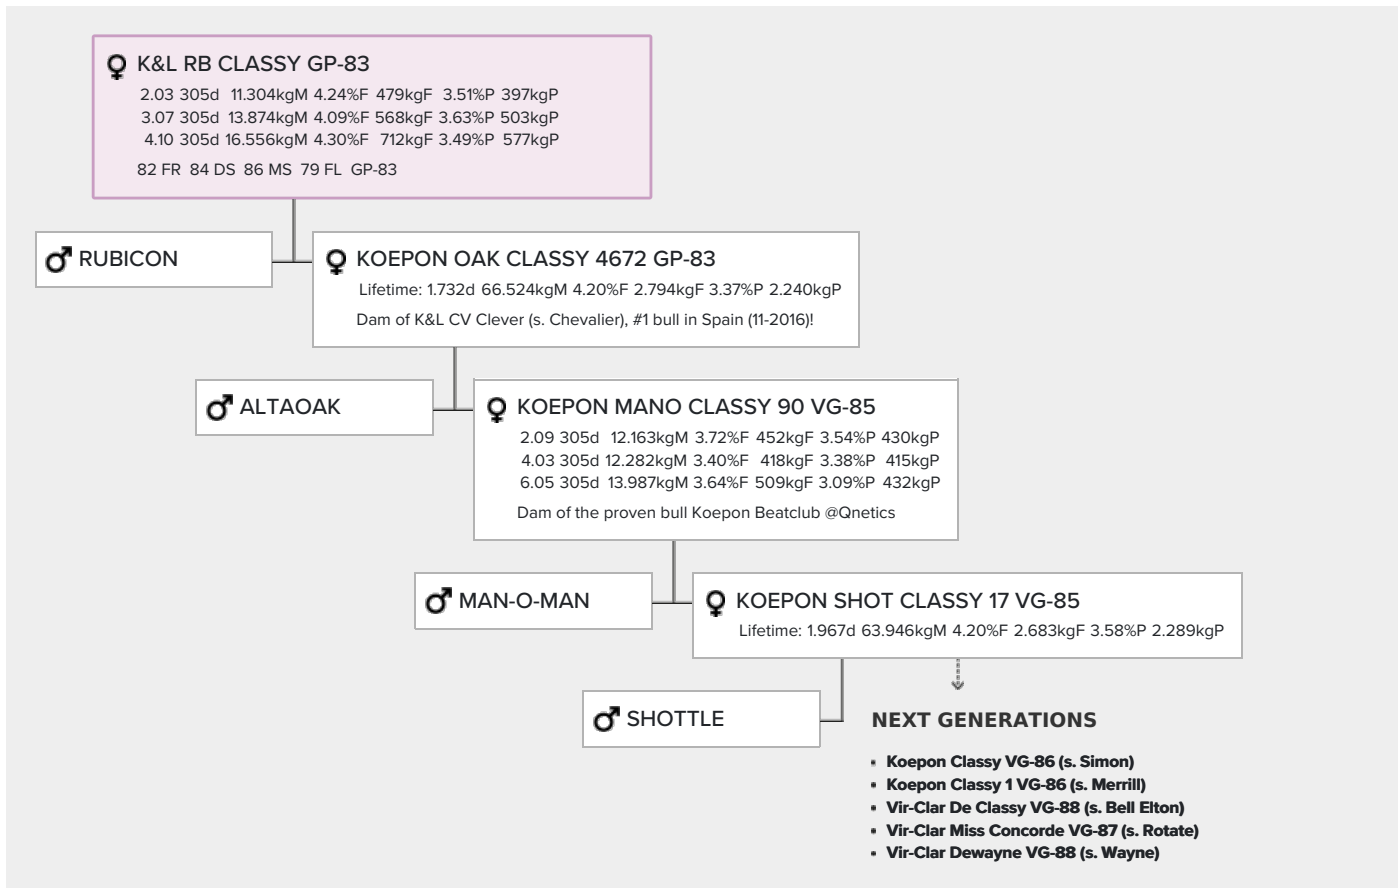 K&L RB CLASSY GP-83
2.03 305d 11.304kgM 4.24%F 479kgF 3.51%P 397kgP
3.07 305d 13.874kgM 4.09%F 568kgF 3.63%P 503kgP
4.10 305d 16.556kgM 4.30%F 712kgF 3.49%P 577kgP
82 FR 84 DS 86 MS 79 FL GP-83
RUBICON
KOEPON OAK CLASSY 4672 GP-83
Lifetime: 1.732d 66.524kgM 4.20%F 2.794kgF 3.37%P 2.240kgP
Dam of K&L CV Clever (s. Chevalier), #1 bull in Spain (11-2016)!
ALTAOAK
KOEPON MANO CLASSY 90 VG-85
2.09 305d 12.163kgM 3.72%F 452kgF 3.54%P 430kgP
4.03 305d 12.282kgM 3.40%F 418kgF 3.38%P 415kgP
6.05 305d 13.987kgM 3.64%F 509kgF 3.09%P 432kgP
Dam of the proven bull Koepon Beatclub @Qnetics
MAN-O-MAN
KOEPON SHOT CLASSY 17 VG-85
Lifetime: 1.967d 63.946kgM 4.20%F 2.683kgF 3.58%P 2.289kgP
SHOTTLE
NEXT GENERATIONS
▪ Koepon Classy VG-86 (s. Simon)
▪ Koepon Classy 1 VG-86 (s. Merrill)
▪ Vir-Clar De Classy VG-88 (s. Bell Elton)
▪ Vir-Clar Miss Concorde VG-87 (s. Rotate)
▪ Vir-Clar Dewayne VG-88 (s. Wayne)